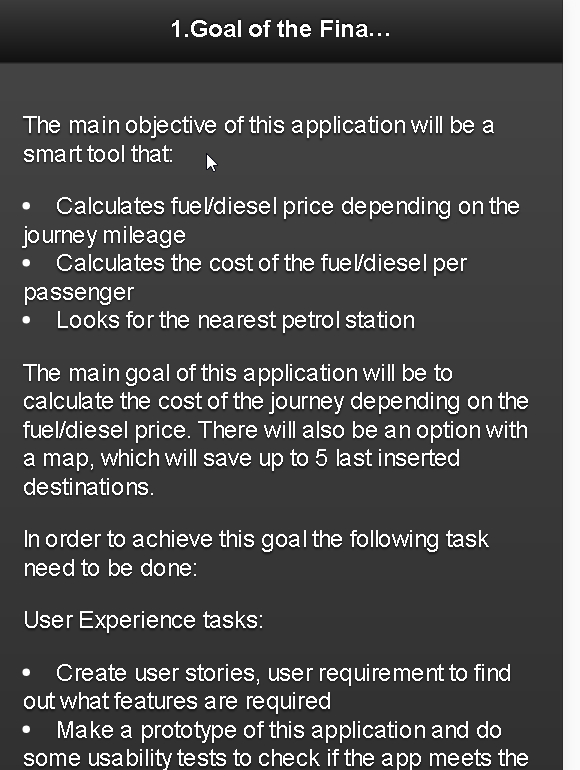 1.Goal of the Fina...
The main objective of this application will be a
smart tool that:
• Calculates fuel/diesel price depending on the
journey mileage
• Calculates the cost of the fuel/diesel per
passenger
• Looks for the nearest petrol station
The main goal of this application will be to
calculate the cost of the journey depending on the
fuel/diesel price. There will also be an option with
a map, which will save up to 5 last inserted
destinations.
In order to achieve this goal the following task
need to be done:
User Experience tasks:
• Create user stories, user requirement to find
out what features are required
• Make a prototype of this application and do
some usability tests to check if the app meets the